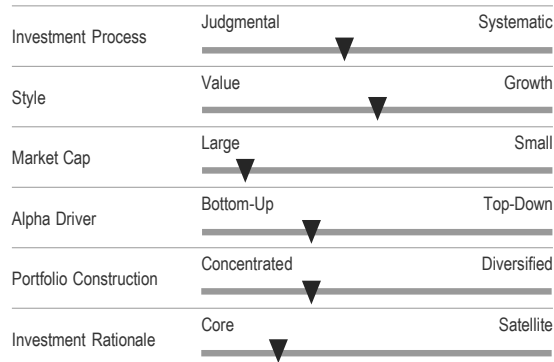 Judgmental Systematic
Investment Process
Value Growth
Style
Large Small
Market Cap
Bottom-Up Top-Down
Alpha Driver
Concentrated Diversified
Portfolio Construction
Core Satellite
Investment Rationale